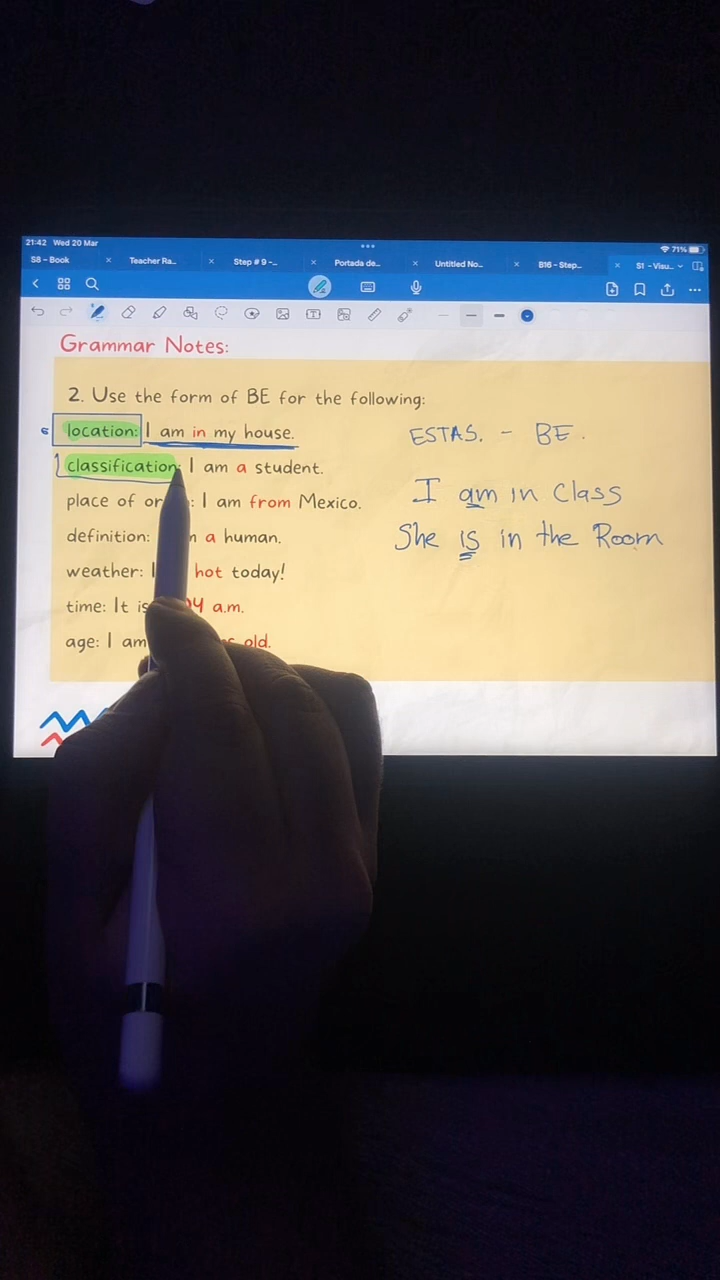 21:42 Wed 20 Mar
71%
S8 - Book
Teacher Ra...
Step # 9 -...
Portada de...
Untitled No...
B16 - Step...
S1 - Visu...
Grammar Notes:
2. Use the form of BE for the following:
location: I am in my house.
ESTAS. - BE.
classification: I am a student.
I am in Class
place of : I am from Mexico.
She is in the Room
definition: a human.
weather: hot today!
time: It is a.m.
age: I am old.